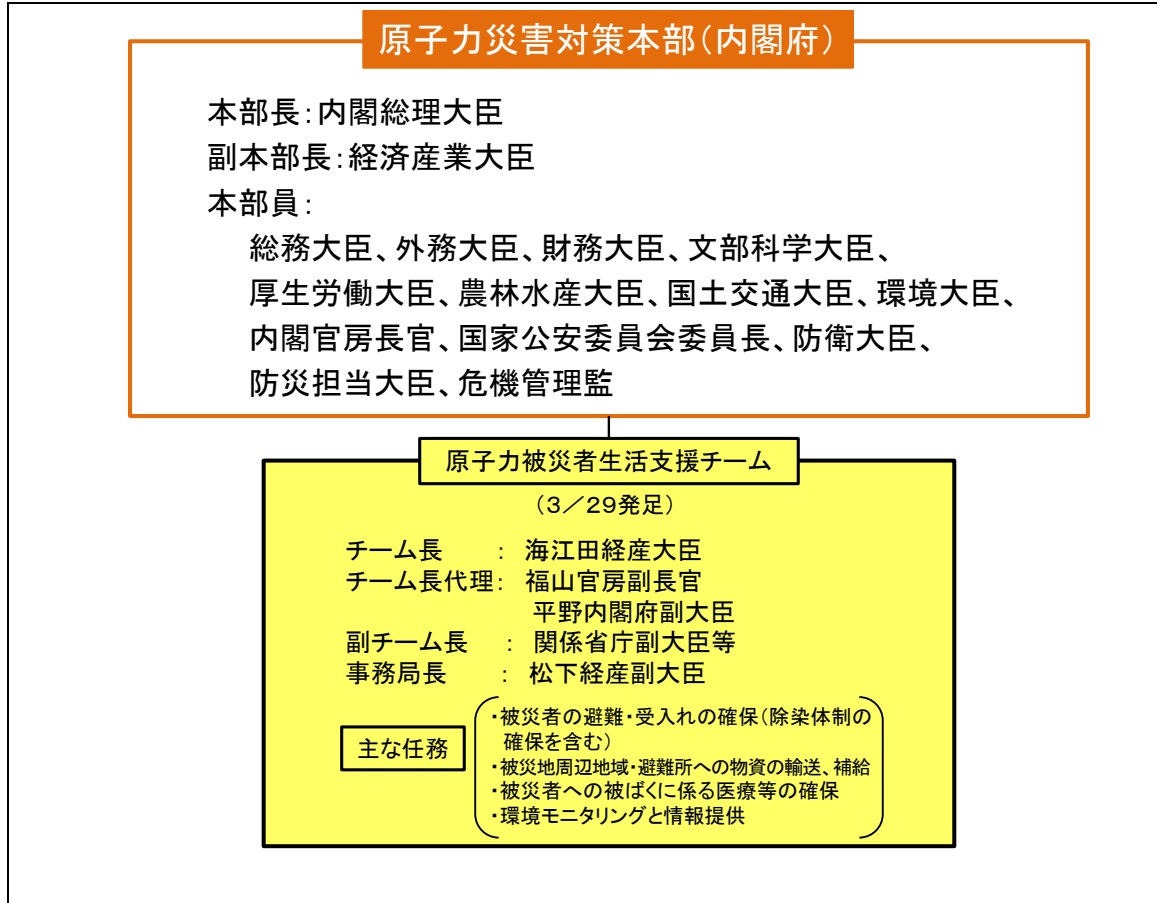 原子力災害対策本部(内閣府)
本部長:内閣総理大臣
副本部長:経済産業大臣
本部員:
総務大臣、外務大臣、財務大臣、文部科学大臣、
厚生労働大臣、農林水産大臣、国土交通大臣、環境大臣、
内閣官房長官、国家公安委員会委員長、防衛大臣、
防災担当大臣、危機管理監
原子力被災者生活支援チーム
(3/29発足)
チーム長 : 海江田経産大臣
チーム長代理: 福山官房副長官
平野内閣府副大臣
副チーム長 : 関係省庁副大臣等
事務局長 : 松下経産副大臣
主な任務
・被災者の避難・受入れの確保(除染体制の
確保を含む)
・被災地周辺地域・避難所への物資の輸送、補給
・被災者への被ばくに係る医療等の確保
・環境モニタリングと情報提供